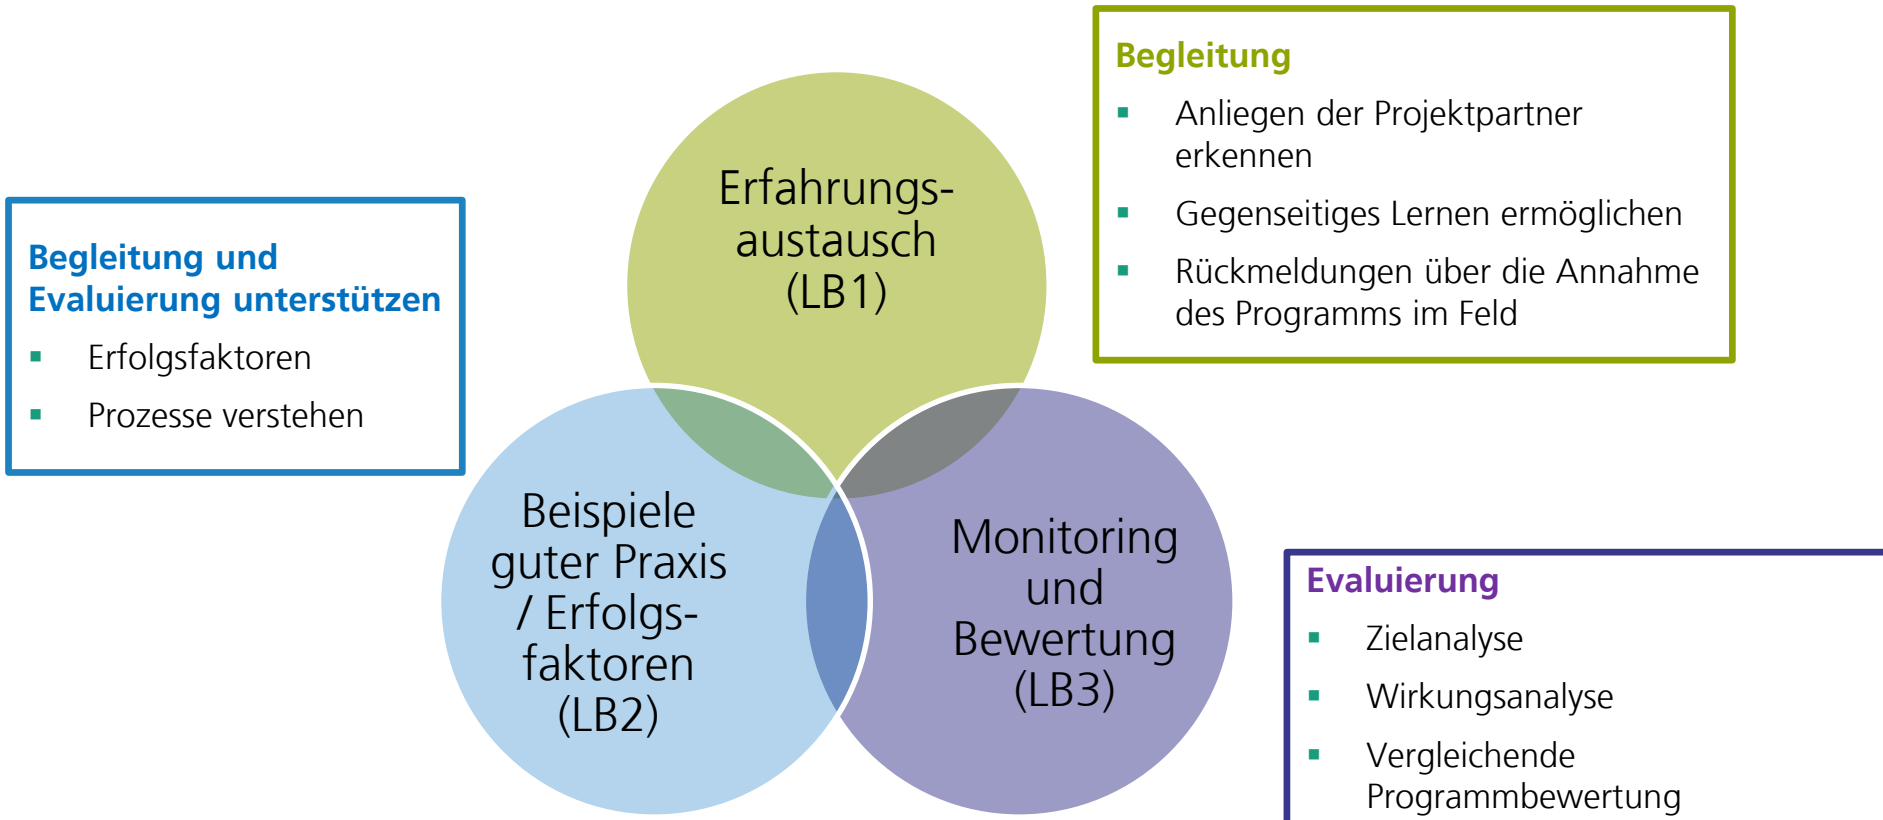 Begleitung
▪ Anliegen der Projektpartner
erkennen
▪ Gegenseitiges Lernen ermöglichen
▪ Rückmeldungen über die Annahme
des Programms im Feld
Erfahrungs-
austausch
(LB1)
Begleitung und
Evaluierung unterstützen
▪ Erfolgsfaktoren
▪ Prozesse verstehen
Beispiele
guter Praxis
/ Erfolgs-
faktoren
(LB2)
Monitoring
und
Bewertung
(LB3)
Evaluierung
▪ Zielanalyse
▪ Wirkungsanalyse
▪ Vergleichende
Programmbewertung